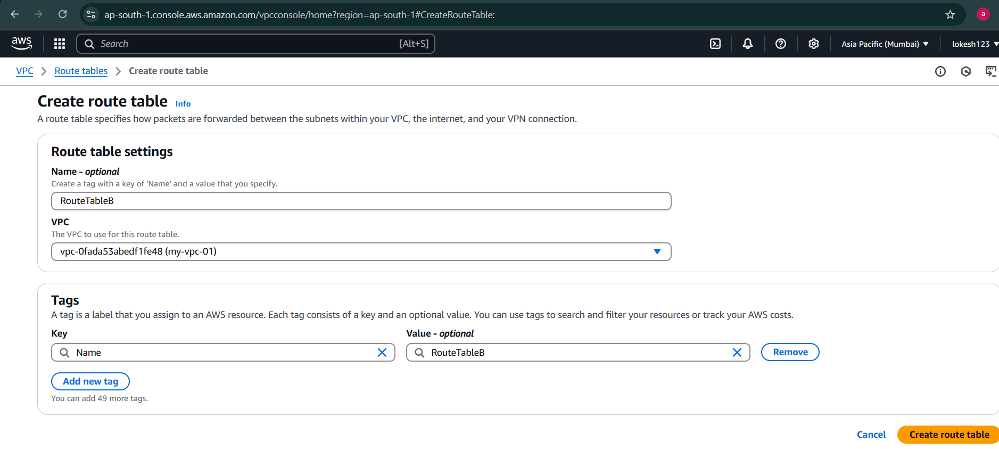 ap-south-1.console.aws.amazon.com/vpcconsole/home?region=ap-south-1#CreateRouteTable:
a
aws
Search [Alt+S]
Asia Pacific (Mumbai)
lokesh123
VPC
Route tables
Create route table
Create route table Info
A route table specifies how packets are forwarded between the subnets within your VPC, the internet, and your VPN connection.
Route table settings
Name - optional
Create a tag with a key of 'Name' and a value that you specify.
RouteTableB
VPC
The VPC to use for this route table.
vpc-0fada53abedf1fe48 (my-vpc-01)
Tags
A tag is a label that you assign to an AWS resource. Each tag consists of a key and an optional value. You can use tags to search and filter your resources or track your AWS costs.
Key
Value - optional
Name
RouteTableB
Remove
Add new tag
You can add 49 more tags.
Cancel
Create route table